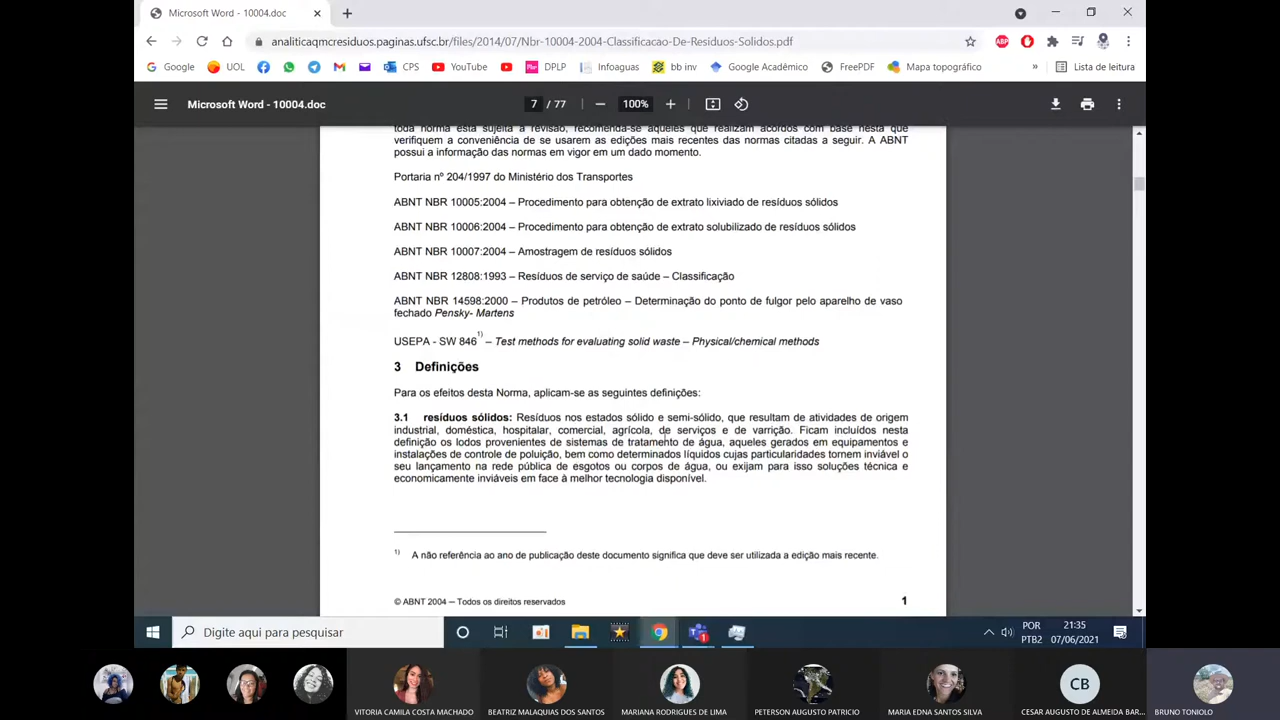 Microsoft Word - 10004.doc
analiticaqmcresiduos.paginas.ufsc.br/files/2014/07/Nbr-10004-2004-Classificacao-De-Residuos-Solidos.pdf
ABP
Google UOL CPS YouTube DPLP Infoaguas bb inv Google Acadêmico FreePDF Mapa topográfico » Lista de leitura
Microsoft Word - 10004.doc 7 / 77 100%
toda norma está sujeita a revisão, recomenda-se àqueles que realizam acordos com base nesta que
verifiquem a conveniência de se usarem as edições mais recentes das normas citadas a seguir. A ABNT
possui a informação das normas em vigor em um dado momento.
Portaria nº 204/1997 do Ministério dos Transportes
ABNT NBR 10005:2004 – Procedimento para obtenção de extrato lixiviado de resíduos sólidos
ABNT NBR 10006:2004 – Procedimento para obtenção de extrato solubilizado de resíduos sólidos
ABNT NBR 10007:2004 – Amostragem de resíduos sólidos
ABNT NBR 12808:1993 – Resíduos de serviço de saúde – Classificação
ABNT NBR 14598:2000 – Produtos de petróleo – Determinação do ponto de fulgor pelo aparelho de vaso
fechado Pensky- Martens
USEPA - SW 846 1) – Test methods for evaluating solid waste – Physical/chemical methods
3 Definições
Para os efeitos desta Norma, aplicam-se as seguintes definições:
3.1 resíduos sólidos: Resíduos nos estados sólido e semi-sólido, que resultam de atividades de origem
industrial, doméstica, hospitalar, comercial, agrícola, de serviços e de varrição. Ficam incluídos nesta
definição os lodos provenientes de sistemas de tratamento de água, aqueles gerados em equipamentos e
instalações de controle de poluição, bem como determinados líquidos cujas particularidades tornem inviável o
seu lançamento na rede pública de esgotos ou corpos de água, ou exijam para isso soluções técnica e
economicamente inviáveis em face à melhor tecnologia disponível.
1) A não referência ao ano de publicação deste documento significa que deve ser utilizada a edição mais recente.
© ABNT 2004 ─ Todos os direitos reservados 1
Digite aqui para pesquisar
POR 21:35
PTB2 07/06/2021
CB
VITORIA CAMILA COSTA MACHADO BEATRIZ MALAQUIAS DOS SANTOS MARIANA RODRIGUES DE LIMA PETERSON AUGUSTO PATRICIO MARIA EDNA SANTOS SILVA CESAR AUGUSTO DE ALMEIDA BAR... BRUNO TONIOLO